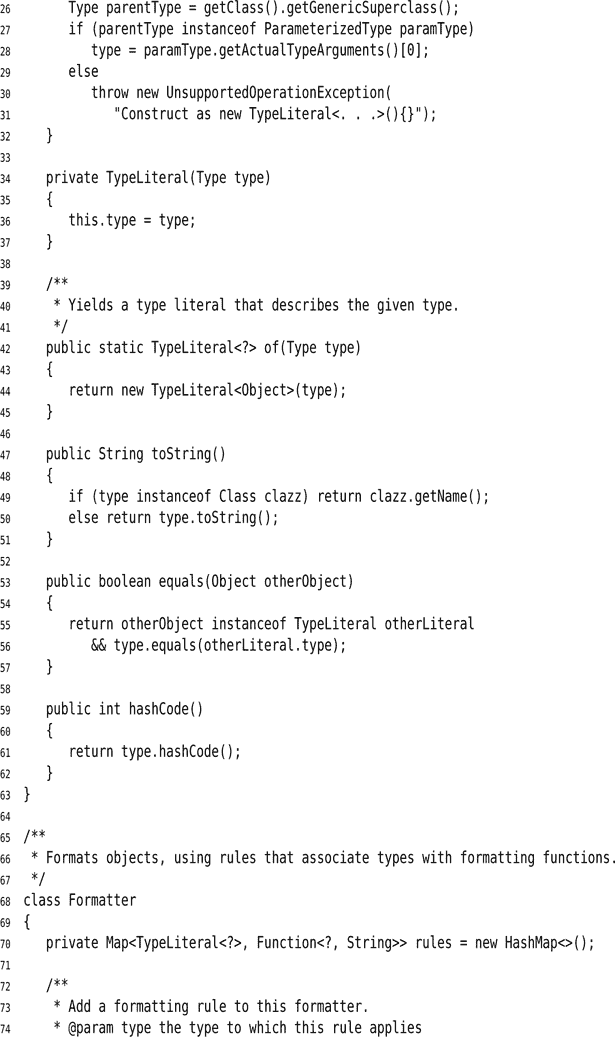 26         Type parentType = getClass().getGenericSuperclass();
27         if (parentType instanceof ParameterizedType paramType)
28            type = paramType.getActualTypeArguments()[0];
29         else
30            throw new UnsupportedOperationException(
31               "Construct as new TypeLiteral<. . .>(){}");
32      }
33
34      private TypeLiteral(Type type)
35      {
36         this.type = type;
37      }
38
39      /**
40       * Yields a type literal that describes the given type.
41       */
42      public static TypeLiteral<?> of(Type type)
43      {
44         return new TypeLiteral<Object>(type);
45      }
46
47      public String toString()
48      {
49         if (type instanceof Class clazz) return clazz.getName();
50         else return type.toString();
51      }
52
53      public boolean equals(Object otherObject)
54      {
55         return otherObject instanceof TypeLiteral otherLiteral
56            && type.equals(otherLiteral.type);
57      }
58
59      public int hashCode()
60      {
61         return type.hashCode();
62      }
63   }
64
65   /**
66    * Formats objects, using rules that associate types with formatting functions.
67    */
68   class Formatter
69   {
70      private Map<TypeLiteral<?>, Function<?, String>> rules = new HashMap<>();
71
72      /**
73       * Add a formatting rule to this formatter.
74       * @param type the type to which this rule applies